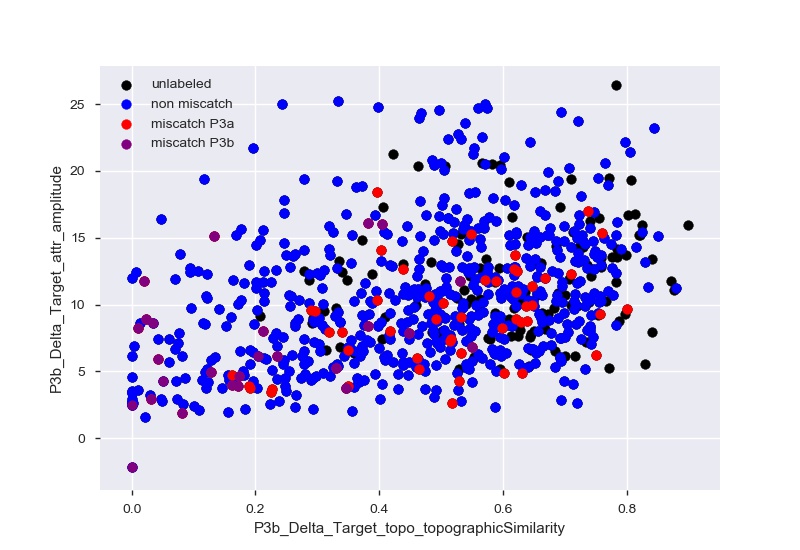 unlabeled
non miscatch
miscatch P3a
miscatch P3b
25
20
15
10
5
0
P3b_Delta_Target_attr_amplitude
0.0 0.2 0.4 0.6 0.8
P3b_Delta_Target_topo_topographicSimilarity